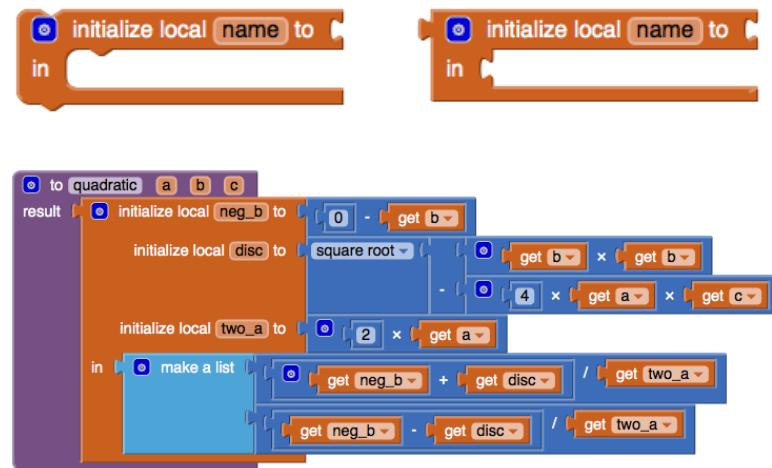 initialize local name to
in
initialize local name to
in
to quadratic a b c
result initialize local neg_b to 0 - get b
initialize local disc to square root get b × get b
- 4 × get a × get c
initialize local two_a to 2 × get a
in make a list get neg_b + get disc / get two_a
get neg_b - get disc / get two_a